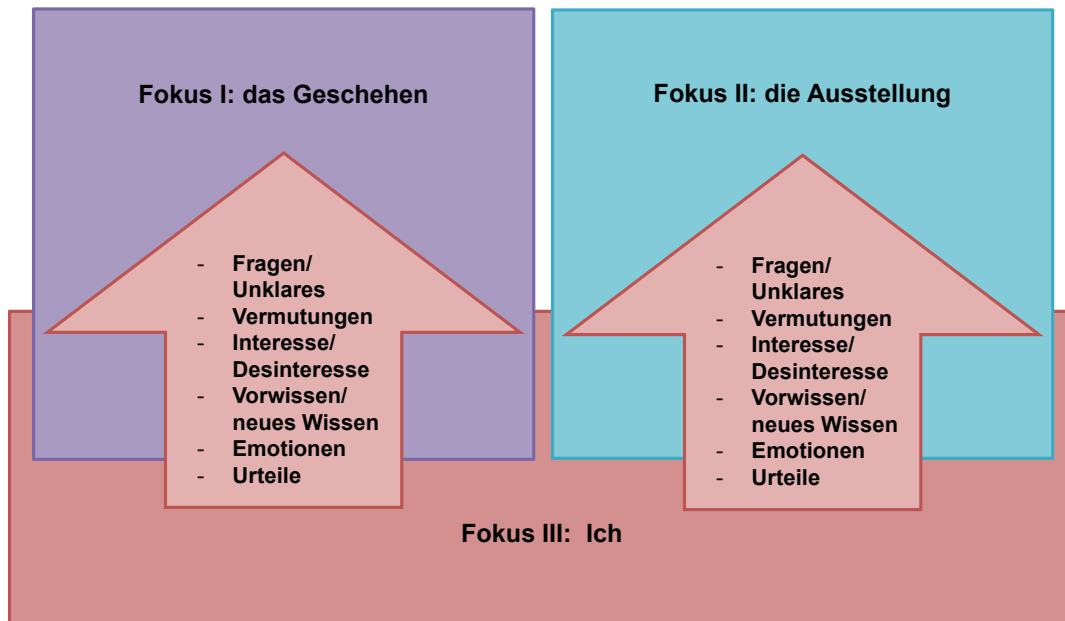 Fokus I: das Geschehen
- Fragen/
Unklares
- Vermutungen
- Interesse/
Desinteresse
- Vorwissen/
neues Wissen
- Emotionen
- Urteile
Fokus II: die Ausstellung
- Fragen/
Unklares
- Vermutungen
- Interesse/
Desinteresse
- Vorwissen/
neues Wissen
- Emotionen
- Urteile
Fokus III: Ich